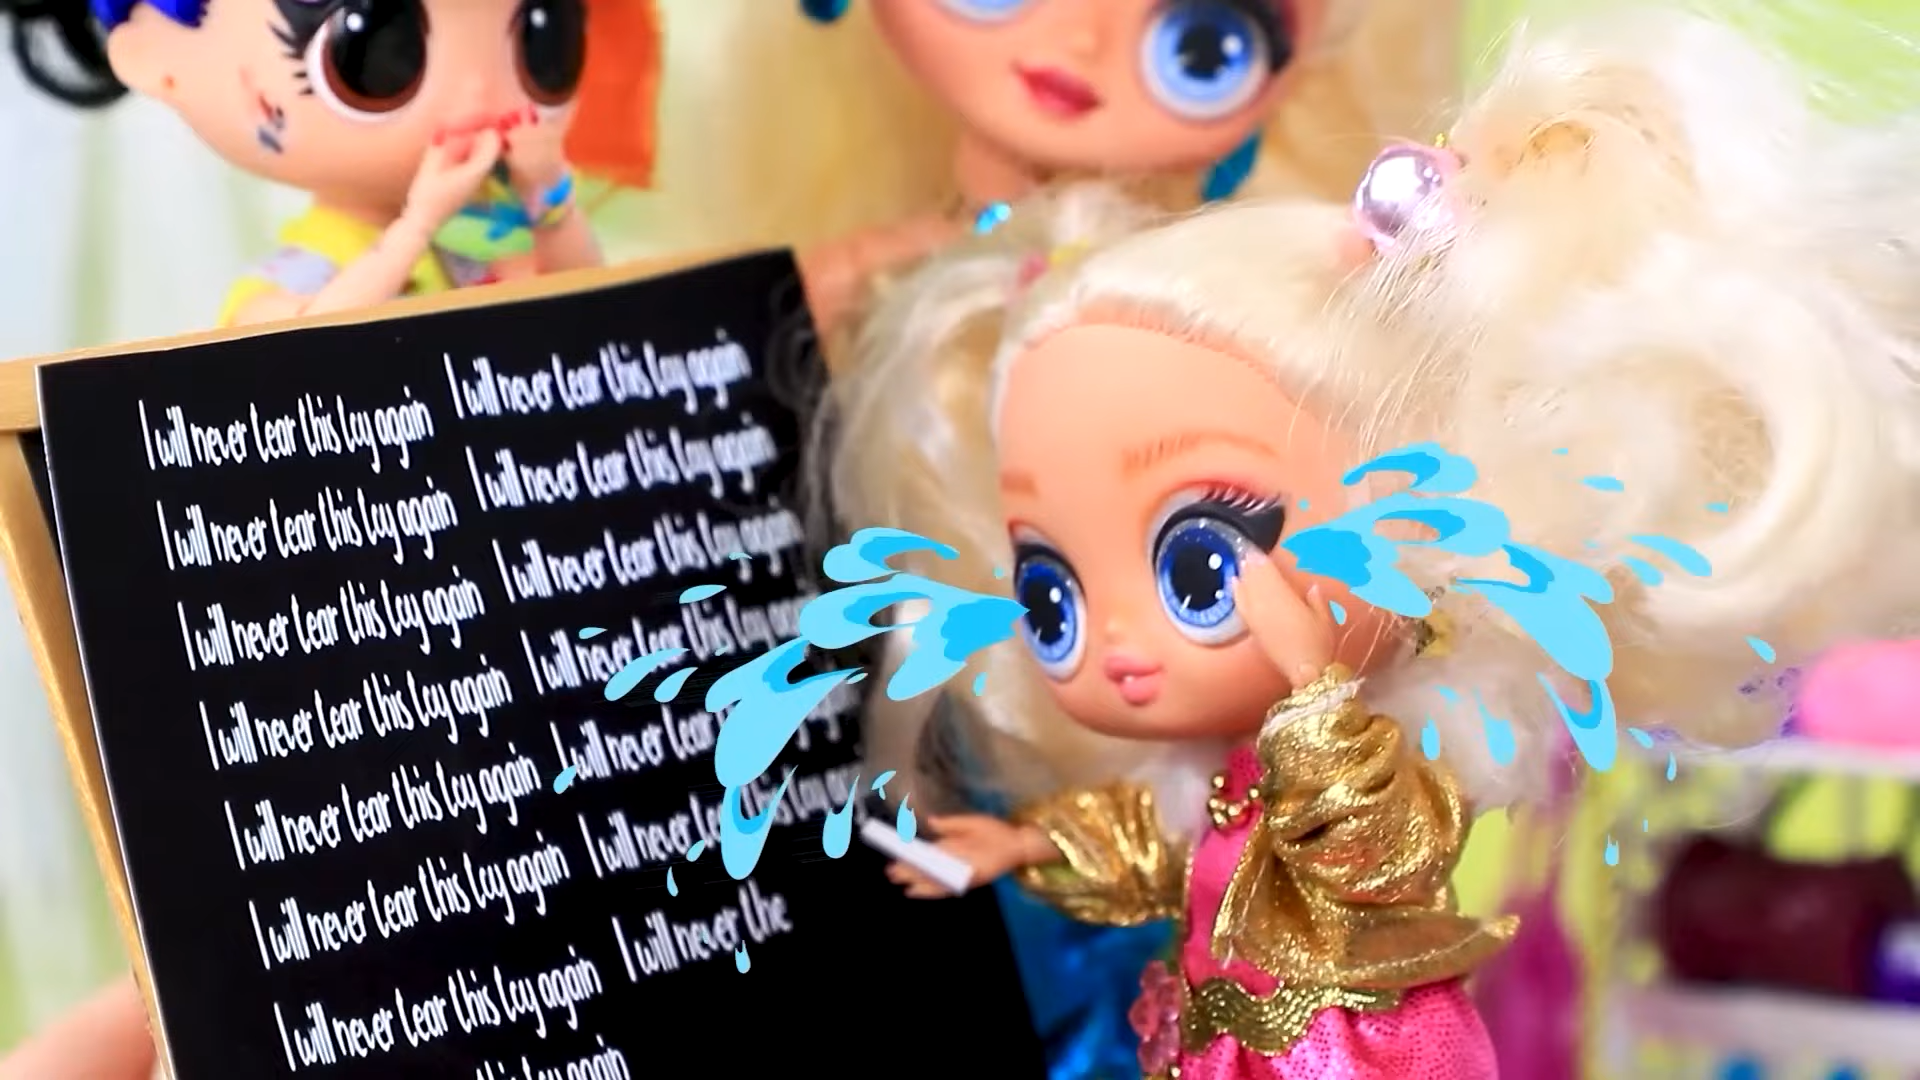 I will never tear this toy again I will never tear this toy again
I will never tear this toy again I will never tear this toy again
I will never tear this toy again I will never tear this toy again
I will never tear this toy again I will never tear this toy again
I will never tear this toy again I will never tear
I will never tear this toy again I will never this toy
I will never tear this toy again I will never the
this toy again